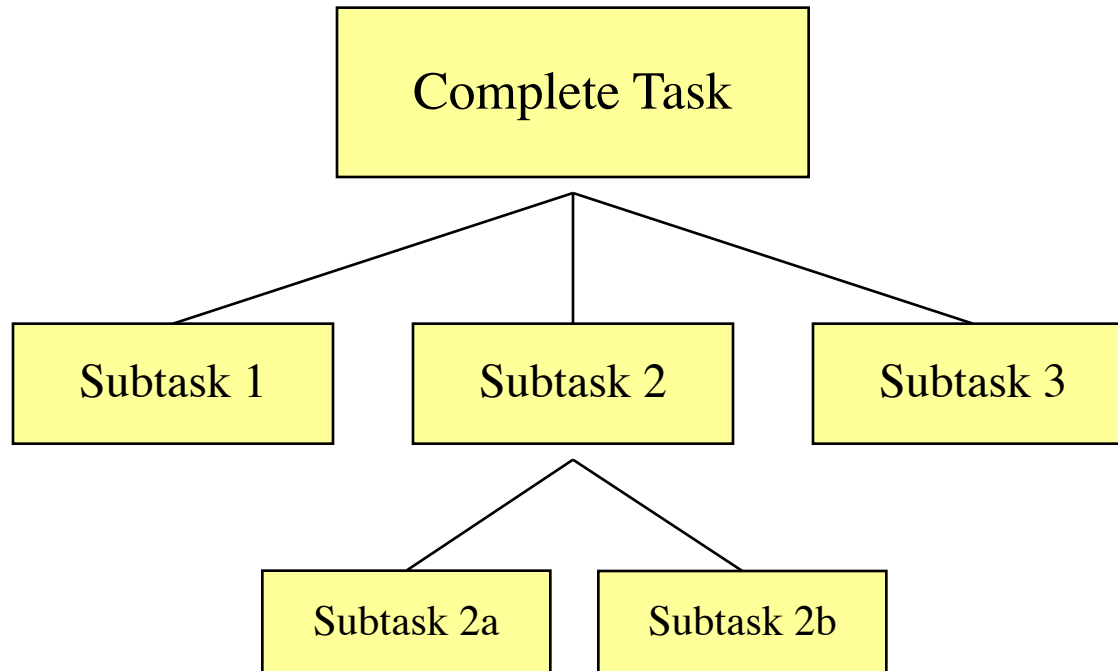 Complete Task
Subtask 1
Subtask 2
Subtask 3
Subtask 2a
Subtask 2b